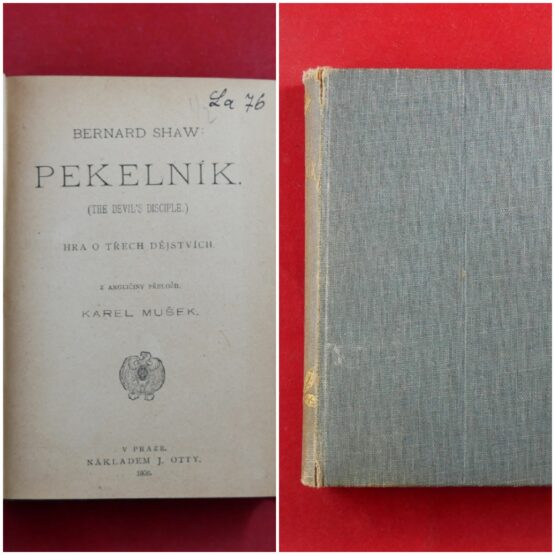 La 76
BERNARD SHAW:
PEKELNÍK.
(THE DEVIL'S DISCIPLE.)
HRA O TŘECH DĚJSTVÍCH.
Z ANGLIČINY PŘELOŽIL
KAREL MUŠEK.
V PRAZE.
NÁKLADEM J. OTTY.